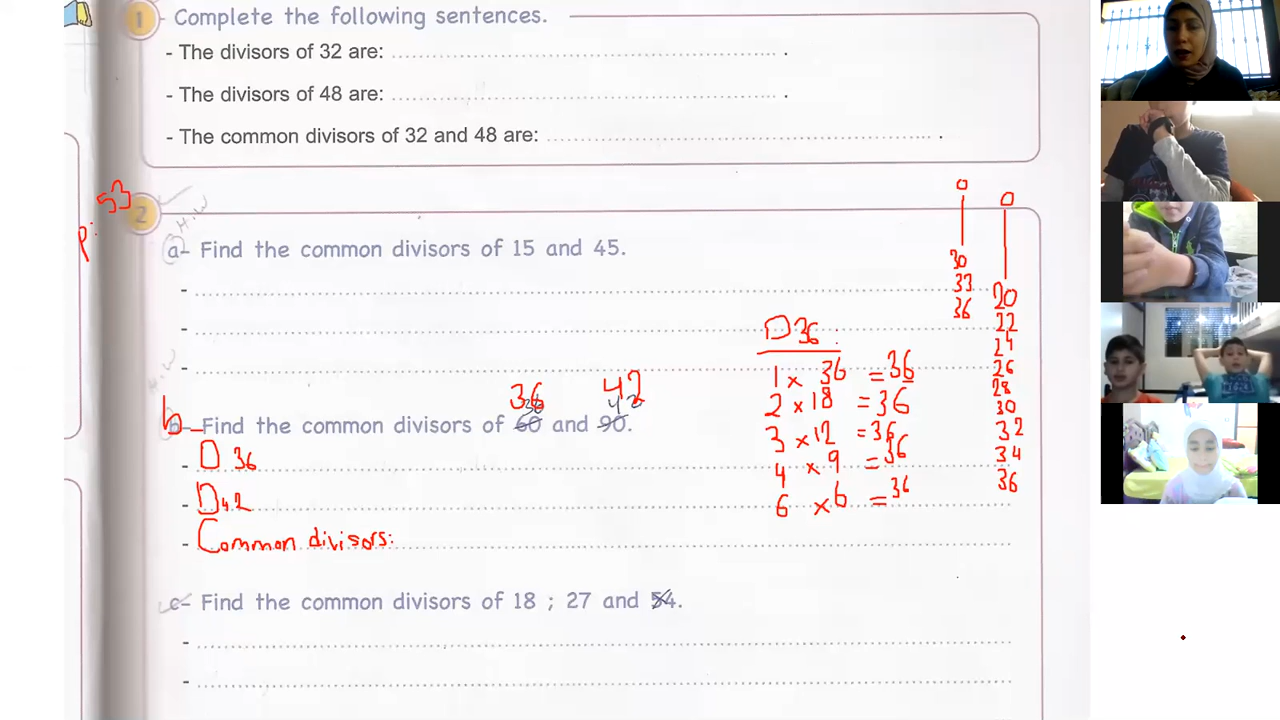 1 Complete the following sentences.
- The divisors of 32 are: .
- The divisors of 48 are: .
- The common divisors of 32 and 48 are: .
p: 53
2
H.W
a- Find the common divisors of 15 and 45.
H.W
36 42
b- Find the common divisors of 60 and 90.
- D 36
- D 42
- Common divisors:
c- Find the common divisors of 18 ; 27 and 54.
D 36 :
1 x 36 = 36
2 x 18 = 36
3 x 12 = 36
4 x 9 = 36
6 x 6 = 36
0
30
33
36
0
20
22
24
26
28
30
32
34
36